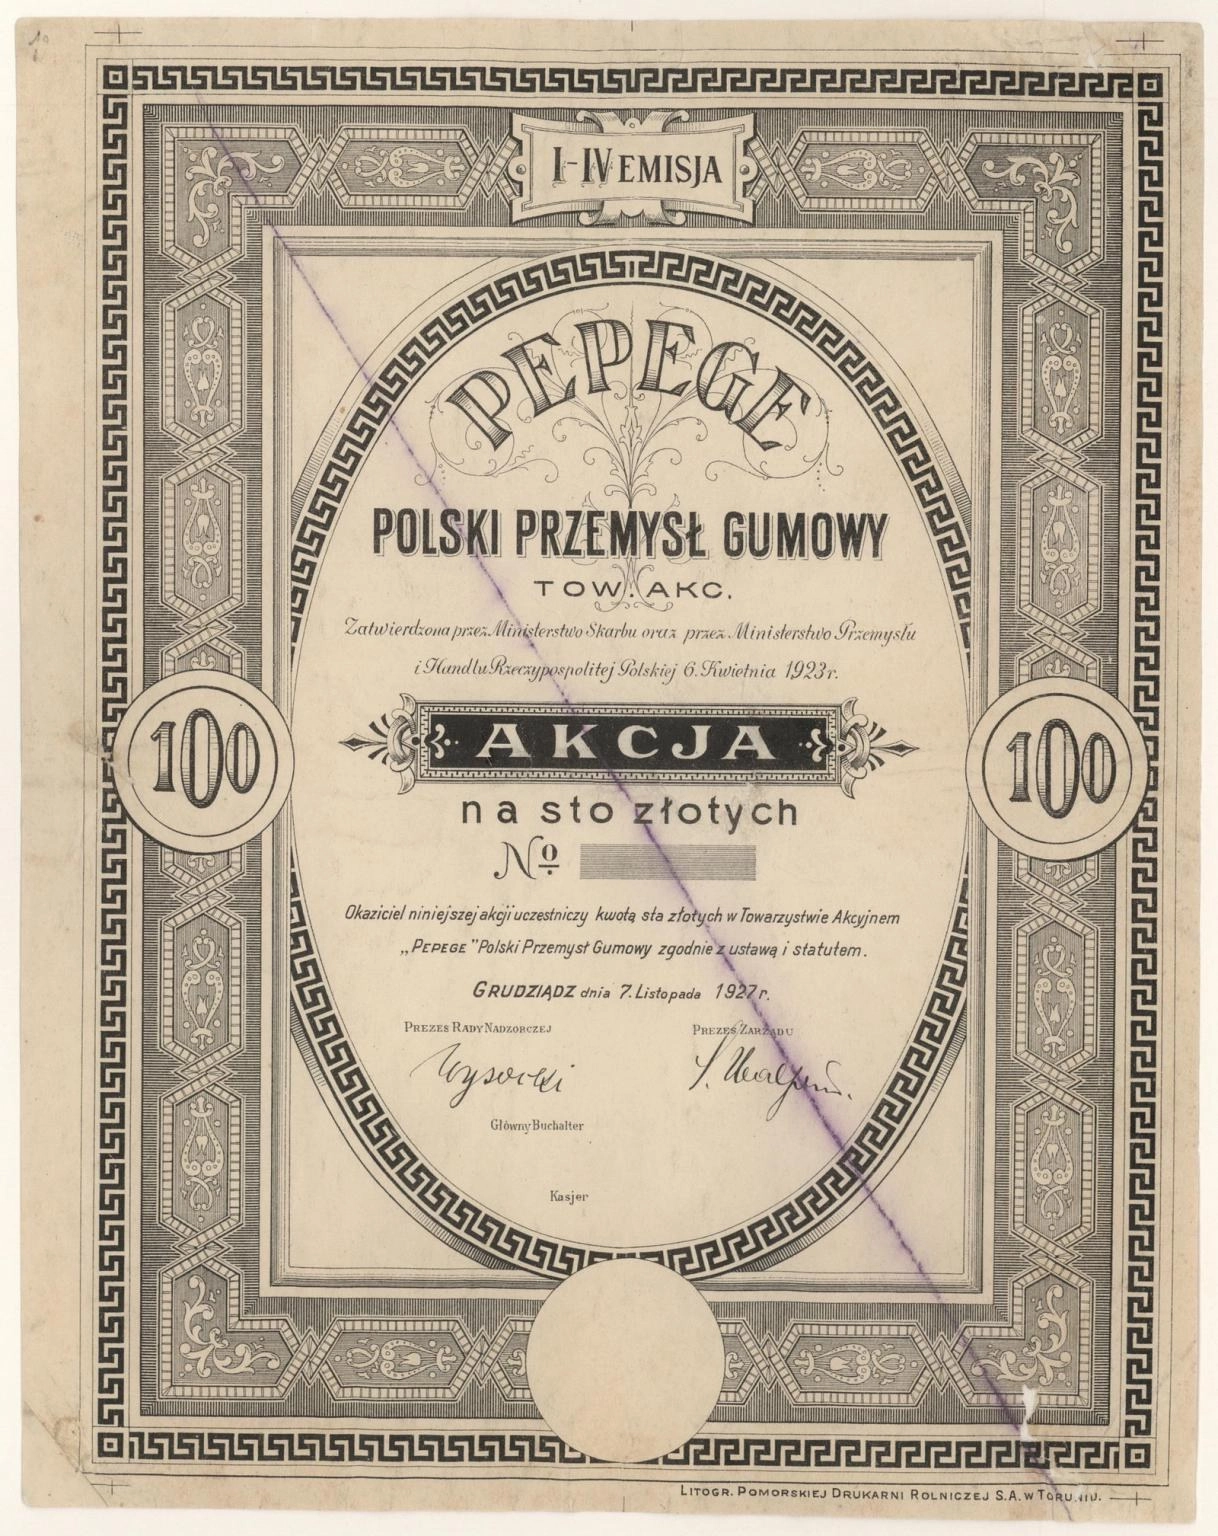 I-IV EMISJA
PEPEGE
POLSKI PRZEMYSŁ GUMOWY
TOW. AKC.
Zatwierdzona przez Ministerstwo Skarbu oraz przez Ministerstwo Przemysłu
i Handlu Rzeczypospolitej Polskiej 6. Kwietnia 1923 r.
100
AKCJA
100
na sto złotych
No
Okaziciel niniejszej akcji uczestniczy kwotą sta złotych w Towarzystwie Akcyjnem
„PEPEGE" Polski Przemysł Gumowy zgodnie z ustawą i statutem.
GRUDZIĄDZ dnia 7. Listopada 1927 r.
PREZES RADY NADZORCZEJ PREZES ZARZĄDU
Wysocki
Główny Buchalter
Kasjer
LITOGR. POMORSKIEJ DRUKARNI ROLNICZEJ S.A. W TORUNIU.